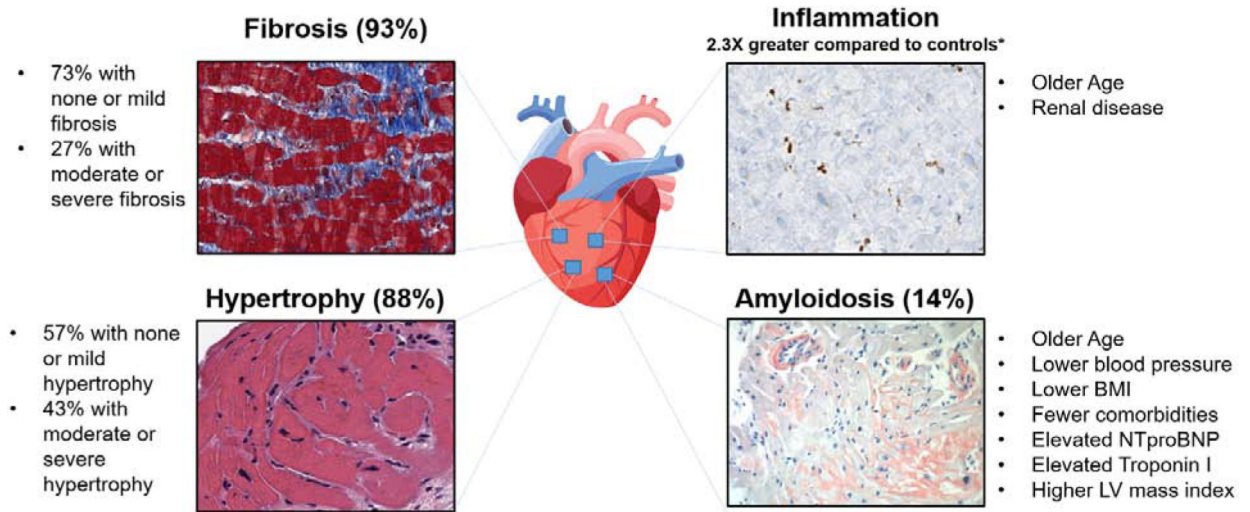 Fibrosis (93%)
• 73% with
none or mild
fibrosis
• 27% with
moderate or
severe fibrosis
Inflammation
2.3X greater compared to controls*
• Older Age
• Renal disease
Hypertrophy (88%)
• 57% with none
or mild
hypertrophy
• 43% with
moderate or
severe
hypertrophy
Amyloidosis (14%)
• Older Age
• Lower blood pressure
• Lower BMI
• Fewer comorbidities
• Elevated NTproBNP
• Elevated Troponin I
• Higher LV mass index